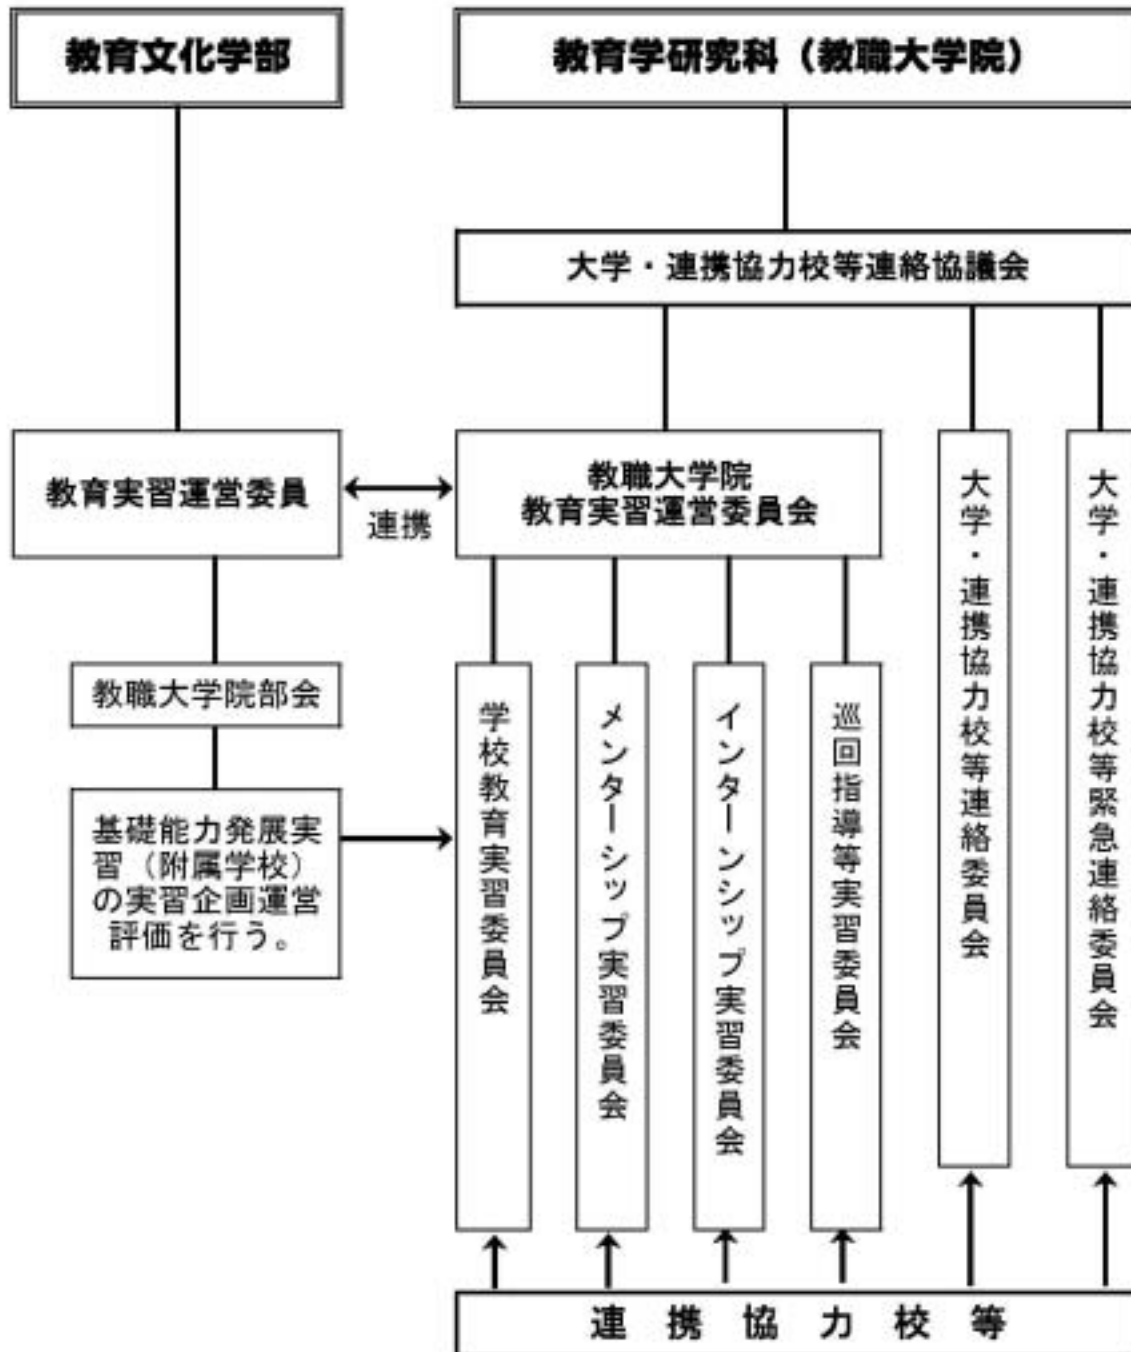 教育文化学部
教育学研究科（教職大学院）
大学・連携協力校等連絡協議会
教育実習運営委員
連携
教職大学院
教育実習運営委員会
教職大学院部会
基礎能力発展実
習（附属学校）
の実習企画運営
評価を行う。
学校教育実習委員会
メンターシップ実習委員会
インターンシップ実習委員会
巡回指導等実習委員会
大学・連携協力校等連絡委員会
大学・連携協力校等緊急連絡委員会
連携協力校等